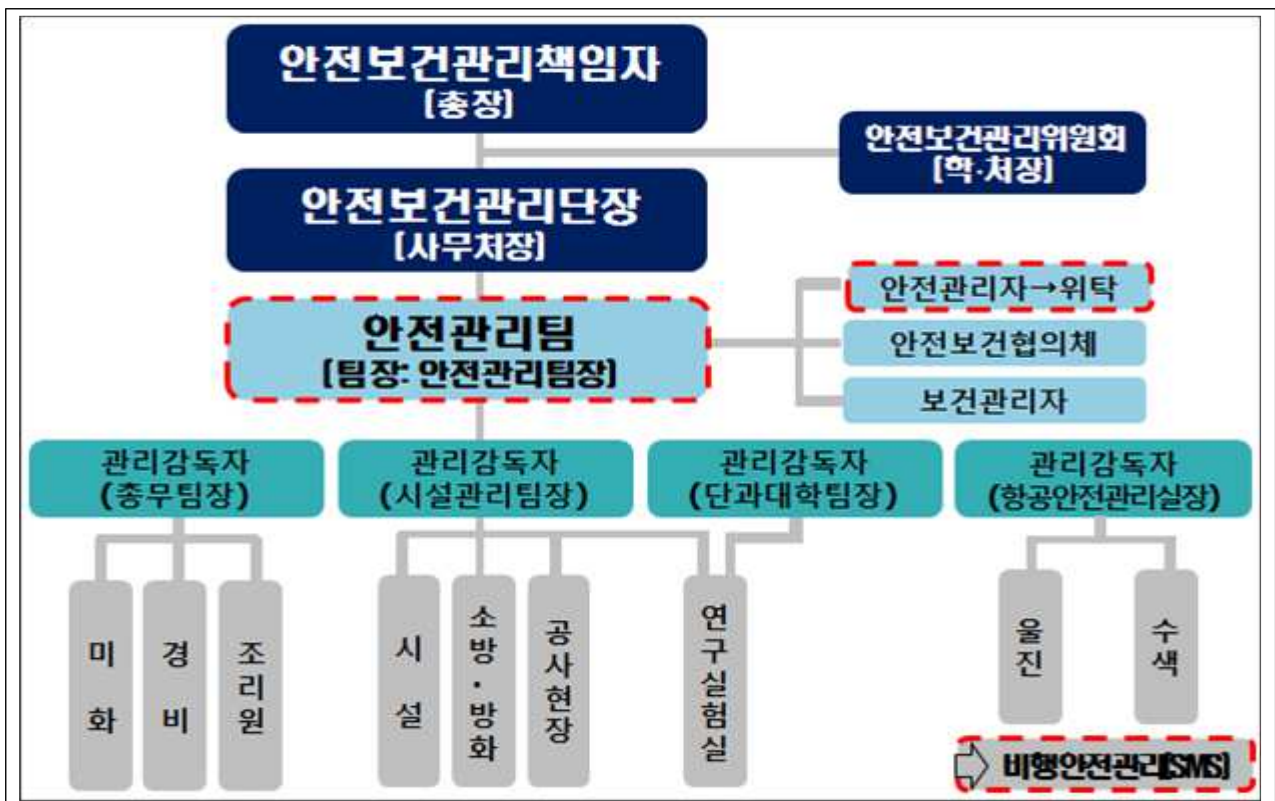 안전보건관리책임자
[총장]
안전보건관리위원회
[학·처장]
안전보건관리단장
[사무처장]
안전관리팀
[팀장: 안전관리팀장]
안전관리자→위탁
안전보건협의체
보건관리자
관리감독자
(총무팀장)
관리감독자
(시설관리팀장)
관리감독자
(단과대학팀장)
관리감독자
(항공안전관리실장)
미화
경비
조리원
시설
소방·방화
공사현장
연구실험실
울진
수색
비행안전관리[SMS]